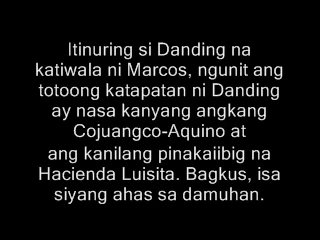 Itinuring si Danding na
katiwala ni Marcos, ngunit ang
totoong katapatan ni Danding
ay nasa kanyang angkang
Cojuangco-Aquino at
ang kanilang pinakaiibig na
Hacienda Luisita. Bagkus, isa
siyang ahas sa damuhan.